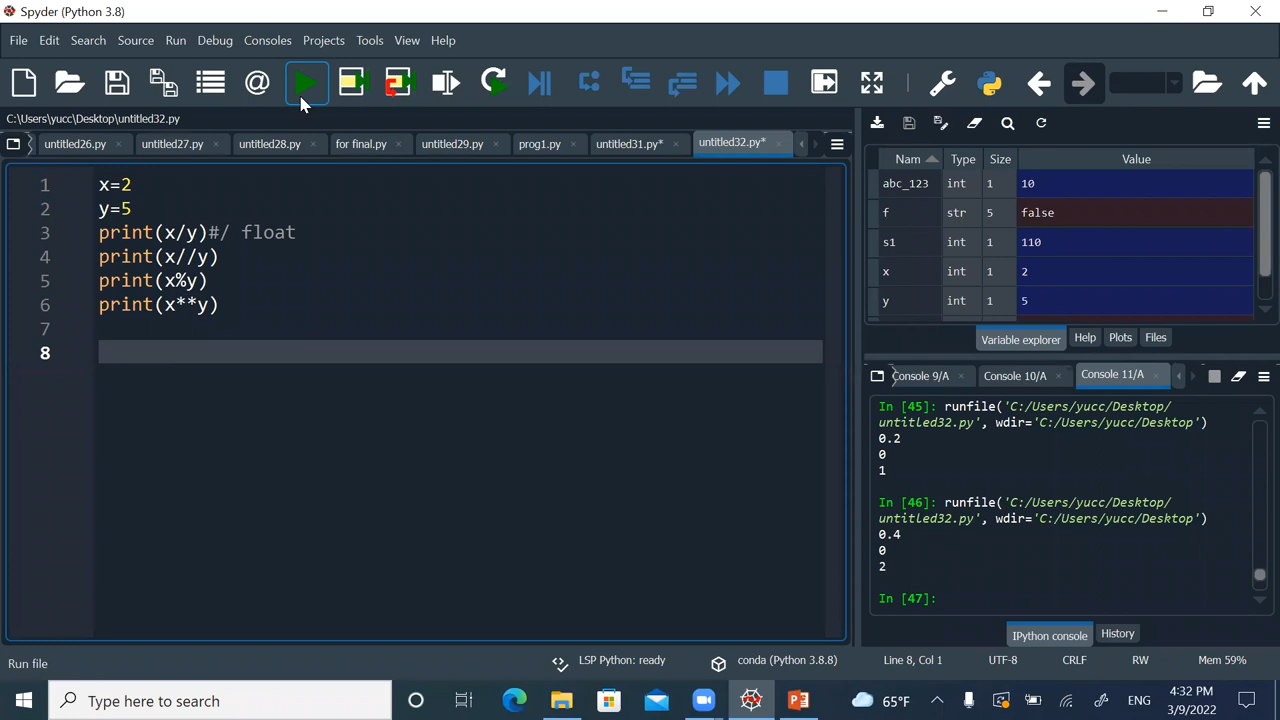 Spyder (Python 3.8)
File Edit Search Source Run Debug Consoles Projects Tools View Help
C:\Users\yucc\Desktop\untitled32.py
untitled26.py untitled27.py untitled28.py for final.py untitled29.py prog1.py untitled31.py* untitled32.py*
1 x=2
2 y=5
3 print(x/y)#/ float
4 print(x//y)
5 print(x%y)
6 print(x**y)
7
8
Nam Type Size Value
abc_123 int 1 10
f str 5 false
s1 int 1 110
x int 1 2
y int 1 5
Variable explorer Help Plots Files
Console 9/A Console 10/A Console 11/A
In [45]: runfile('C:/Users/yucc/Desktop/
untitled32.py', wdir='C:/Users/yucc/Desktop')
0.2
0
1
In [46]: runfile('C:/Users/yucc/Desktop/
untitled32.py', wdir='C:/Users/yucc/Desktop')
0.4
0
2
In [47]:
IPython console History
Run file LSP Python: ready conda (Python 3.8.8) Line 8, Col 1 UTF-8 CRLF RW Mem 59%
Type here to search 65°F ENG 4:32 PM
3/9/2022